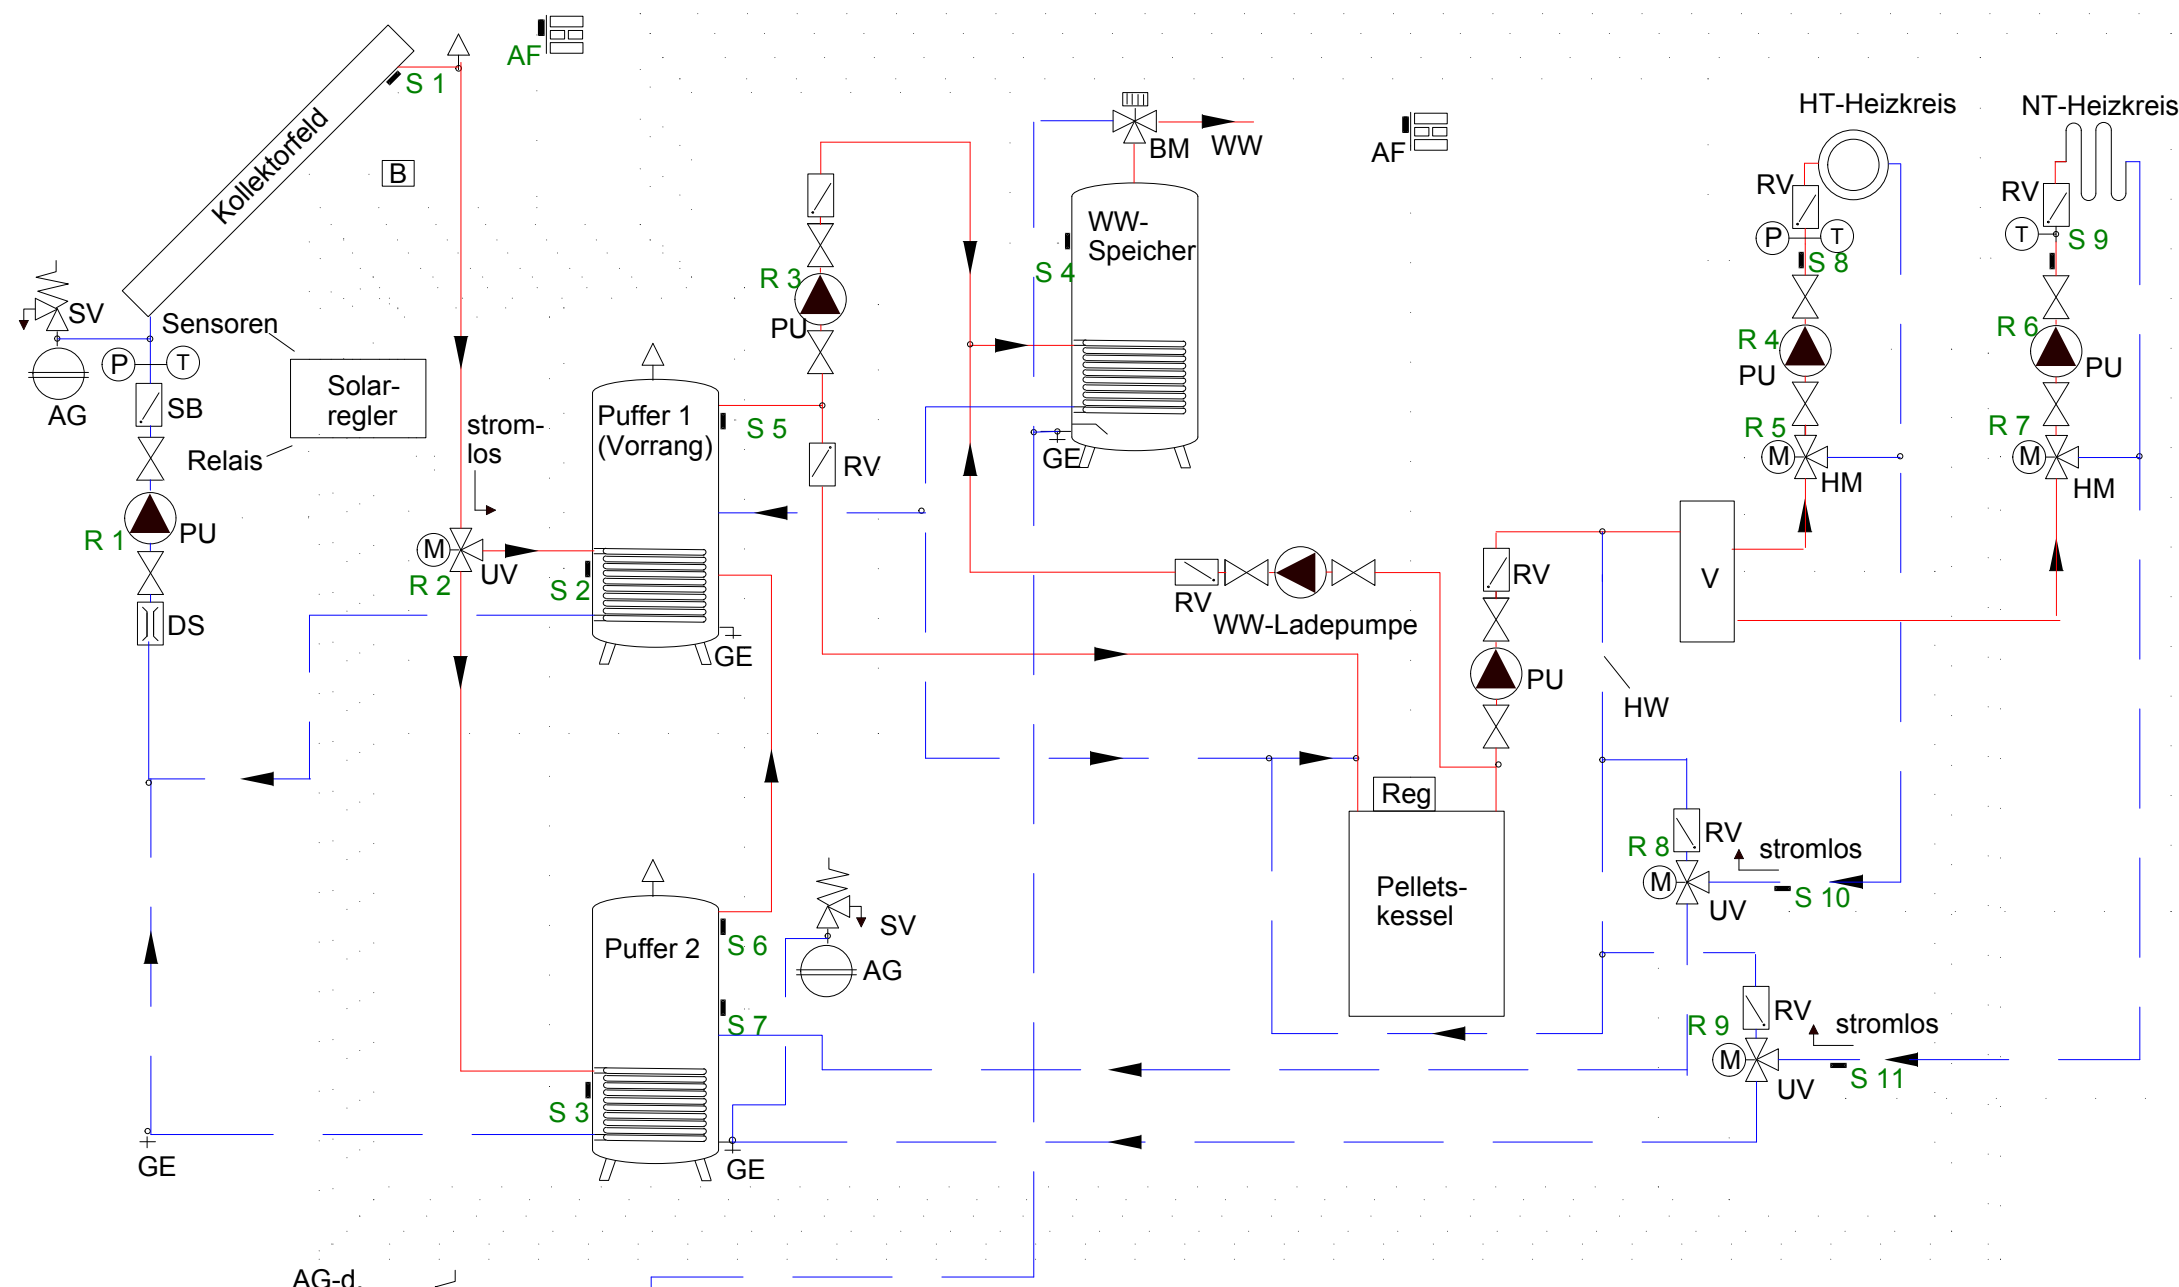 AF
S 1
Kollektorfeld
B
HT-Heizkreis
NT-Heizkreis
BM
WW
AF
RV
RV
WW-
Speicher
P
T
T
S 9
S 8
S 4
R 3
PU
SV
Sensoren
P
T
AG
SB
Solar-
regler
Relais
strom-
los
Puffer 1
(Vorrang)
S 5
RV
GE
R 4
PU
R 6
PU
R 5
M
HM
R 7
M
HM
R 1
PU
M
R 2
UV
S 2
DS
GE
RV
WW-Ladepumpe
RV
V
PU
HW
Reg
Pellets-
kessel
R 8
RV
stromlos
M
S 10
UV
Puffer 2
S 6
SV
AG
S 7
R 9
RV
stromlos
M
S 11
UV
S 3
GE
GE
AG-d.